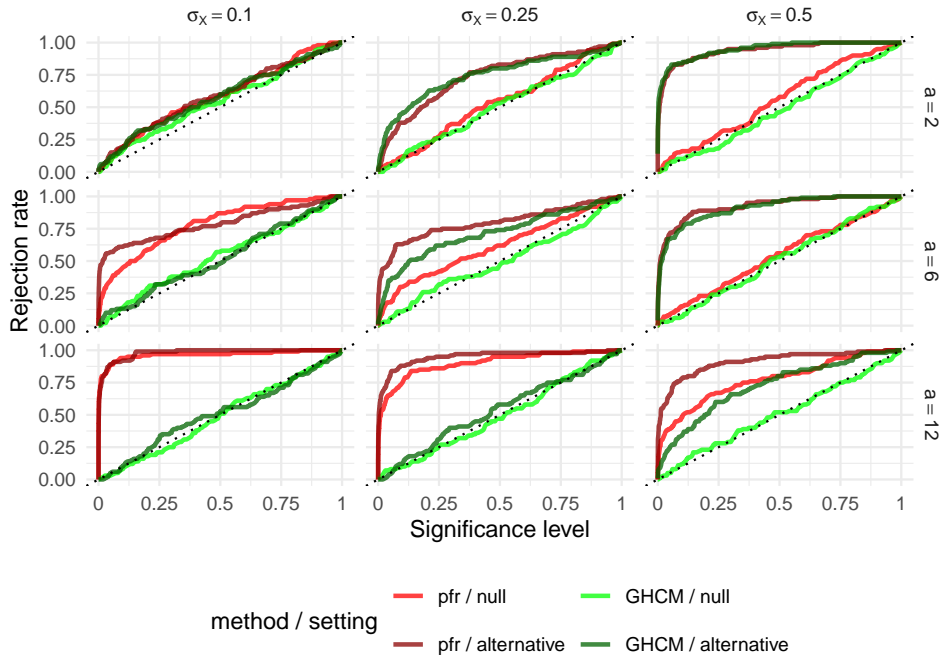 σX = 0.1 σX = 0.25 σX = 0.5
1.00
0.75
0.50
0.25
0.00
a = 2
1.00
0.75
0.50
0.25
0.00
a = 6
1.00
0.75
0.50
0.25
0.00
a = 12
Rejection rate
0 0.25 0.5 0.75 1 0 0.25 0.5 0.75 1 0 0.25 0.5 0.75 1
Significance level
method / setting
pfr / null GHCM / null
pfr / alternative GHCM / alternative